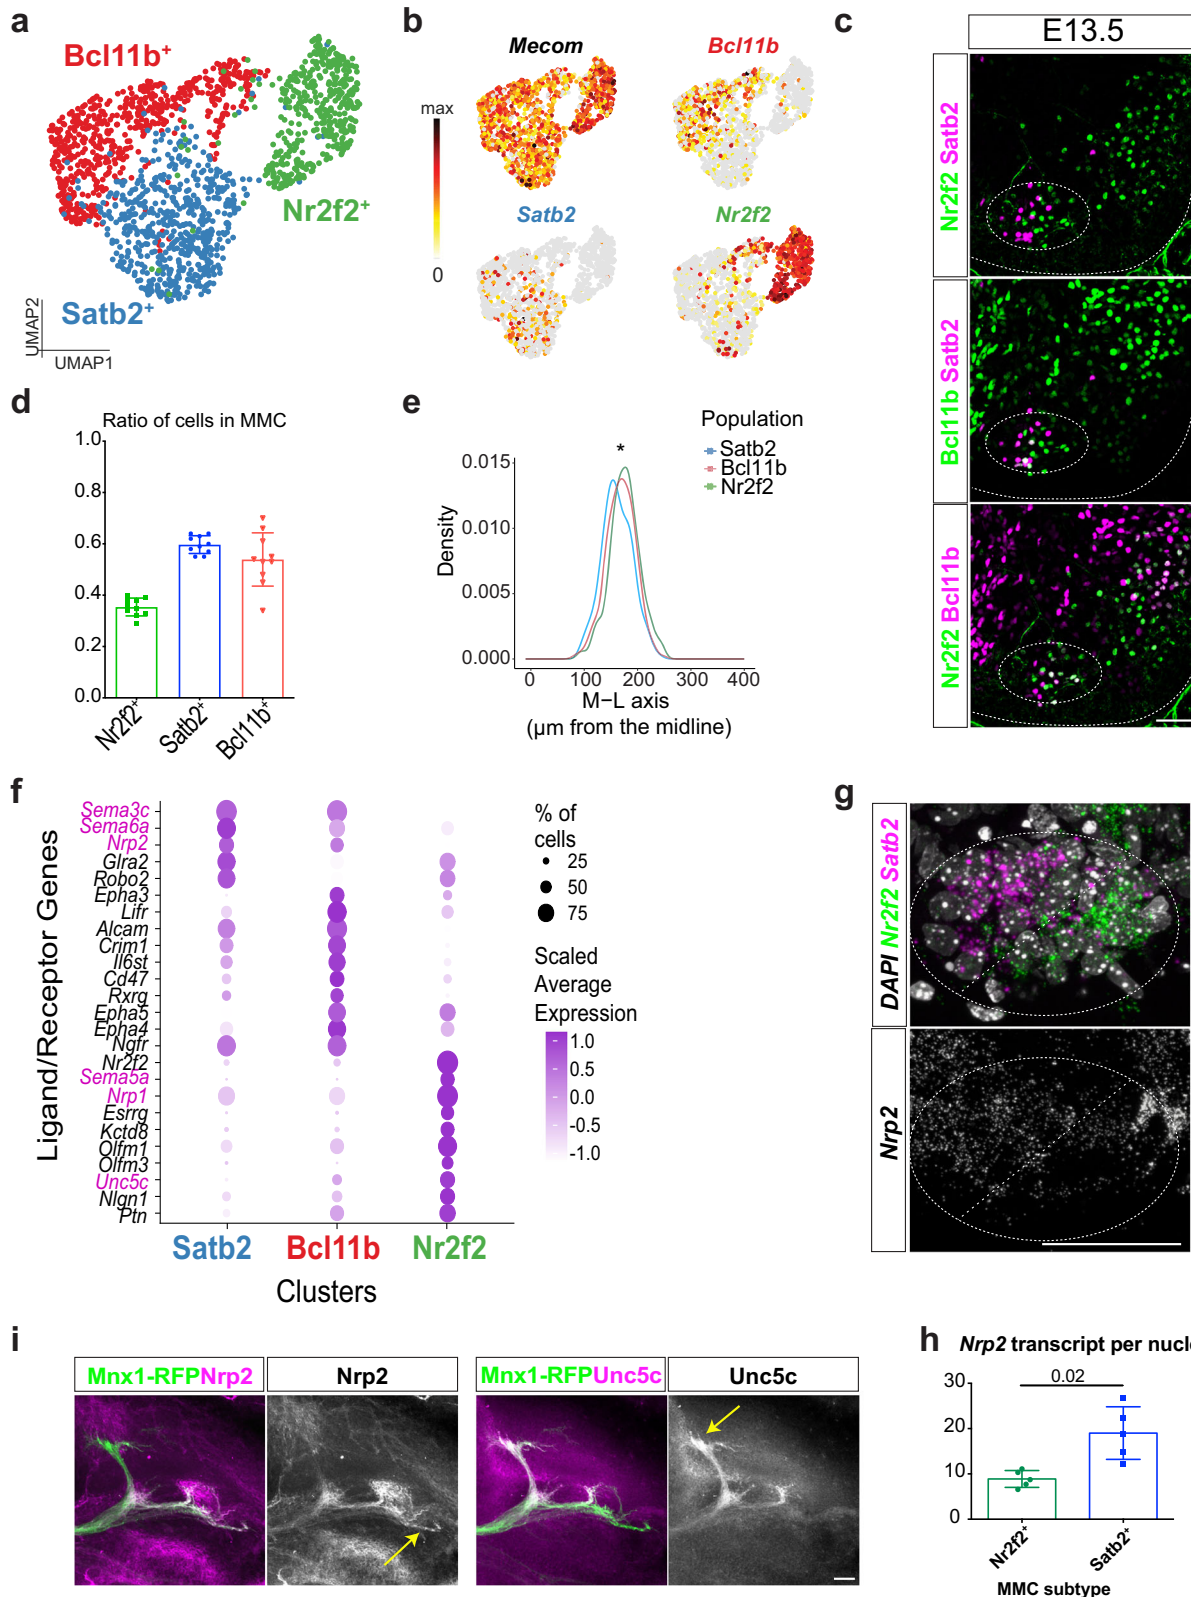 a
Bcl11b+
Nr2f2+
Satb2+
UMAP2
UMAP1
b
Mecom
Bcl11b
max
0
Satb2
Nr2f2
c
E13.5
Nr2f2 Satb2
Bcl11b Satb2
Nr2f2 Bcl11b
d
Ratio of cells in MMC
1.0
0.8
0.6
0.4
0.2
0.0
Nr2f2+
Satb2+
Bcl11b+
e
Population
Satb2
Bcl11b
Nr2f2
*
0.015
0.010
0.005
0.000
Density
0
100
200
300
400
M−L axis
(µm from the midline)
f
Ligand/Receptor Genes
Sema3c
Sema6a
Nrp2
Glra2
Robo2
Epha3
Lifr
Alcam
Crim1
Il6st
Cd47
Rxrg
Epha5
Epha4
Ngfr
Nr2f2
Sema5a
Nrp1
Esrrg
Kctd8
Olfm1
Olfm3
Unc5c
Nlgn1
Ptn
Satb2
Bcl11b
Nr2f2
Clusters
% of
cells
25
50
75
Scaled
Average
Expression
1.0
0.5
0.0
-0.5
-1.0
g
DAPI Nr2f2 Satb2
Nrp2
i
Mnx1-RFPNrp2
Nrp2
Mnx1-RFPUnc5c
Unc5c
h
Nrp2 transcript per nucle
0.02
30
20
10
0
Nr2f2+
Satb2+
MMC subtype